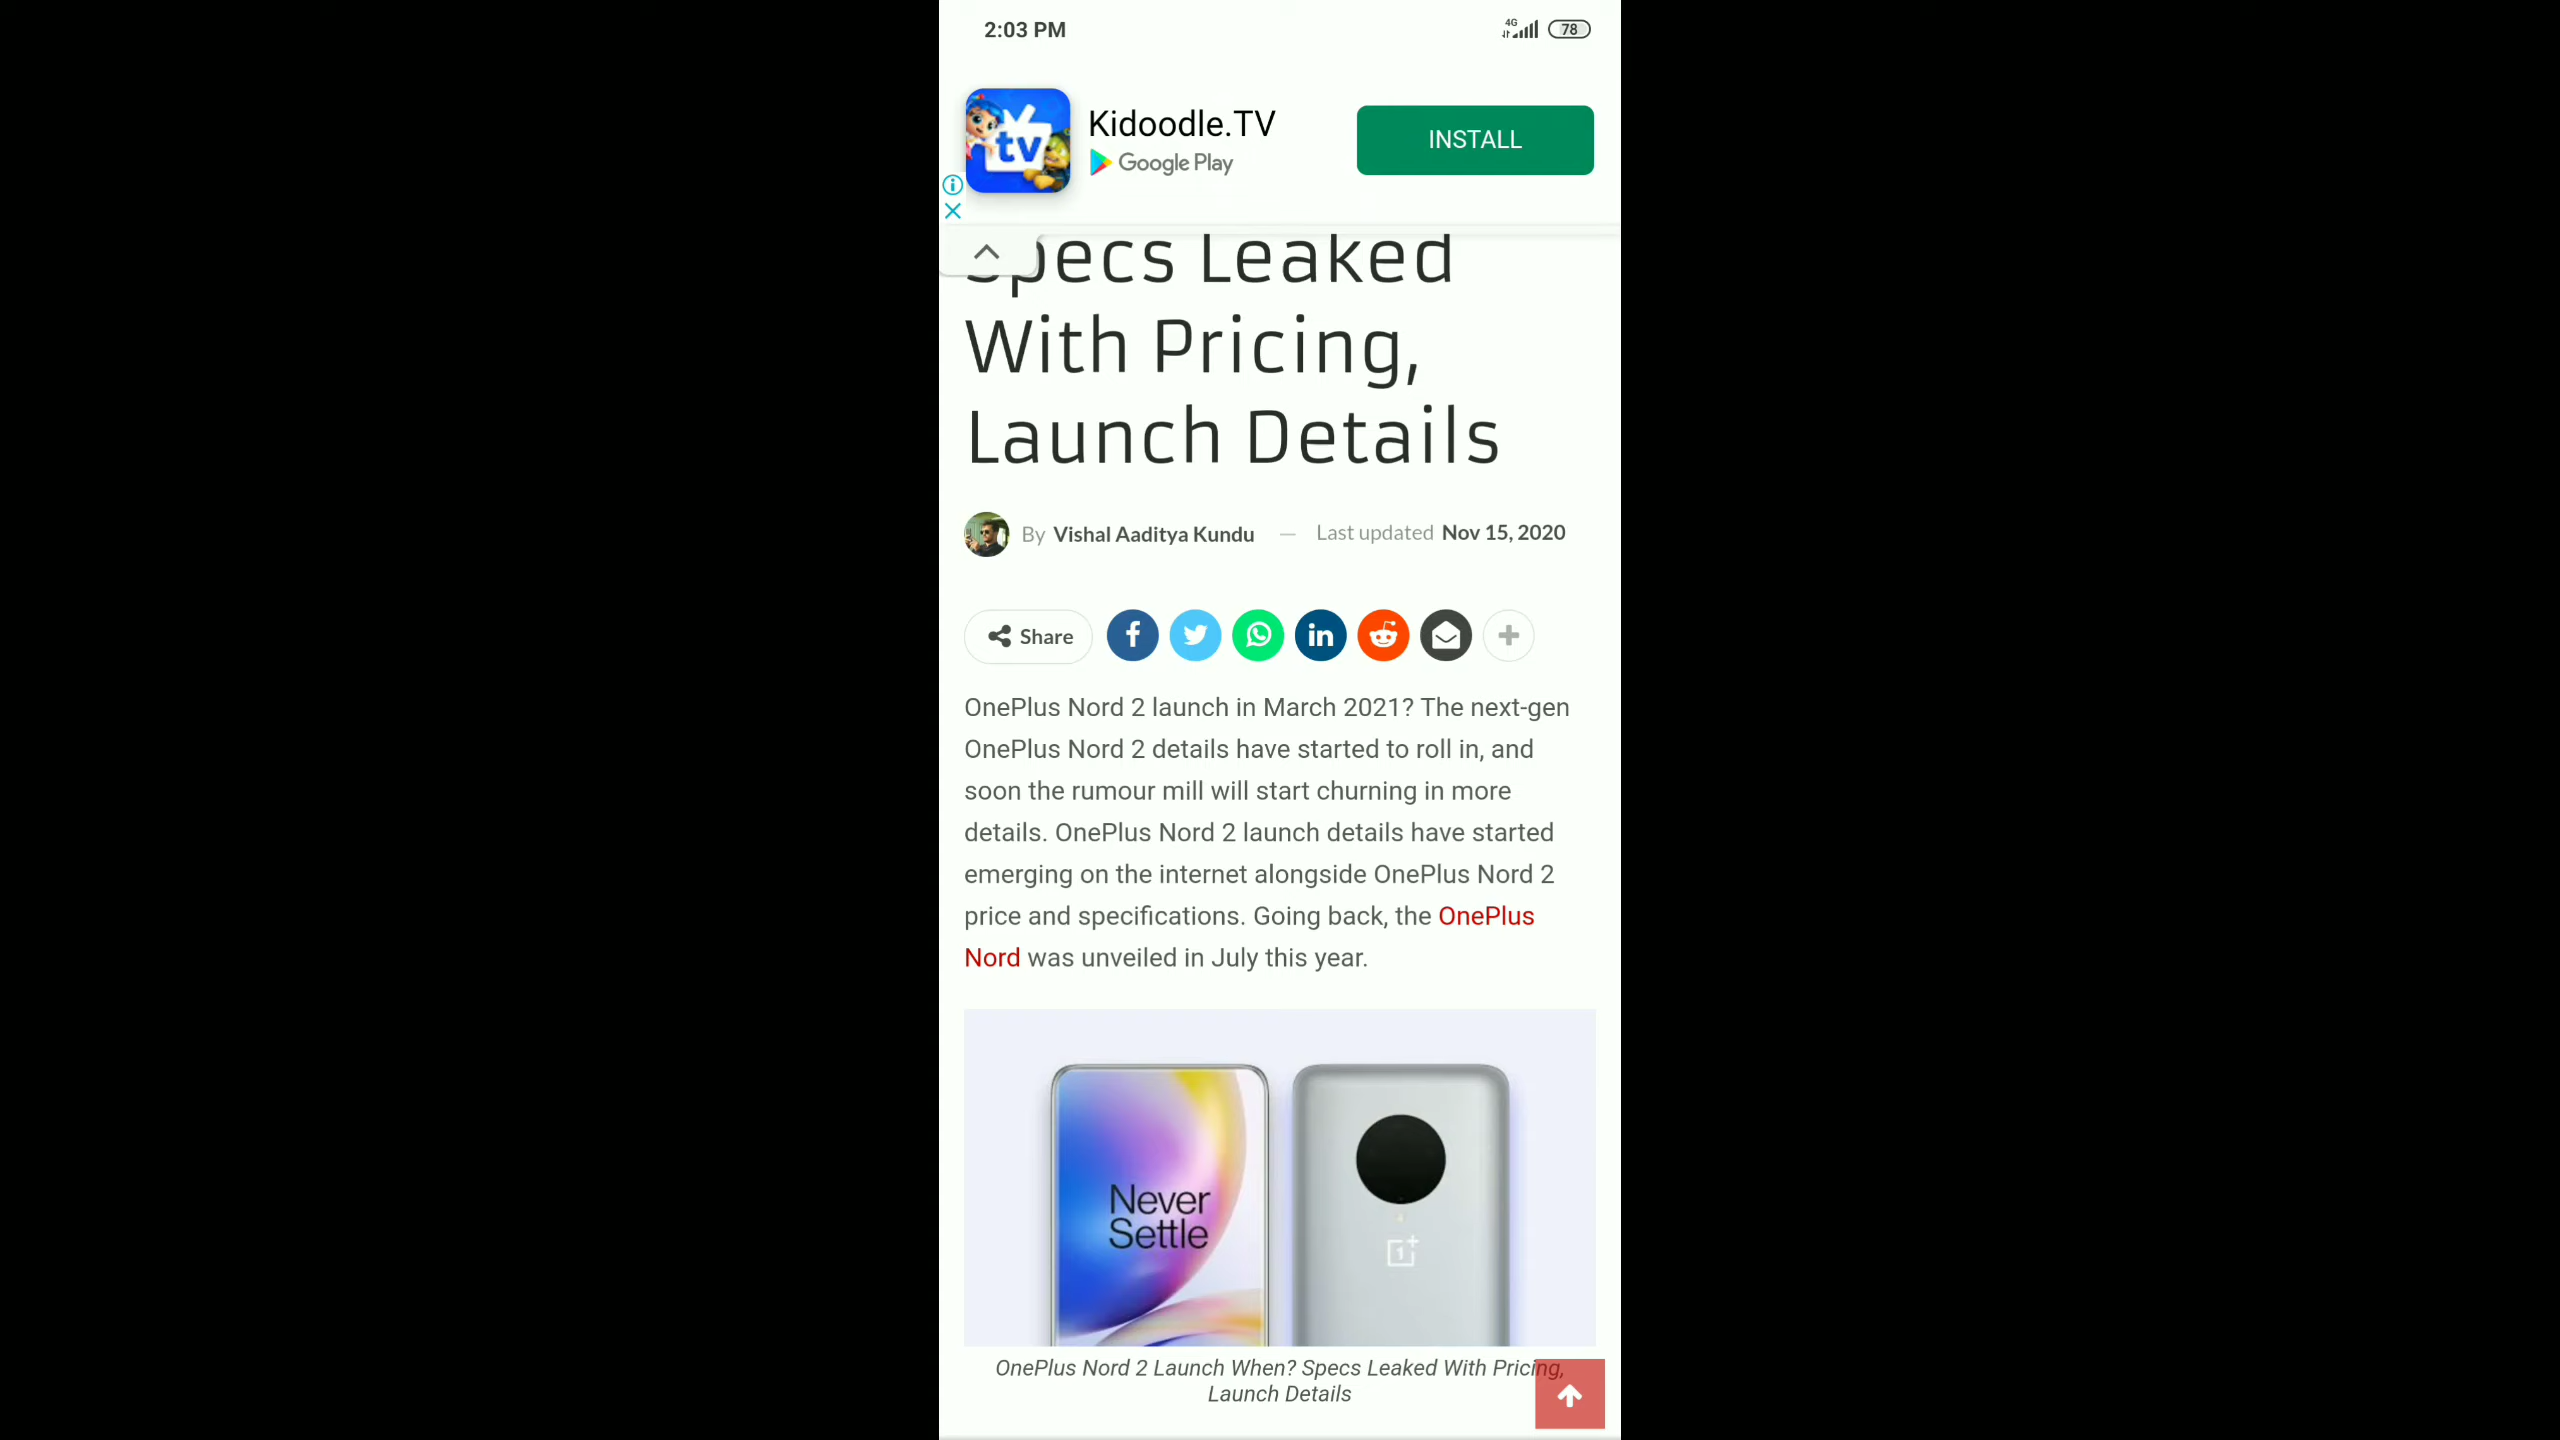 2:03 PM
4G
78
tv
Kidoodle.TV
Google Play
INSTALL
Specs Leaked
With Pricing,
Launch Details
By Vishal Aaditya Kundu — Last updated Nov 15, 2020
Share
OnePlus Nord 2 launch in March 2021? The next-gen
OnePlus Nord 2 details have started to roll in, and
soon the rumour mill will start churning in more
details. OnePlus Nord 2 launch details have started
emerging on the internet alongside OnePlus Nord 2
price and specifications. Going back, the OnePlus
Nord was unveiled in July this year.
Never
Settle
OnePlus Nord 2 Launch When? Specs Leaked With Pricing,
Launch Details